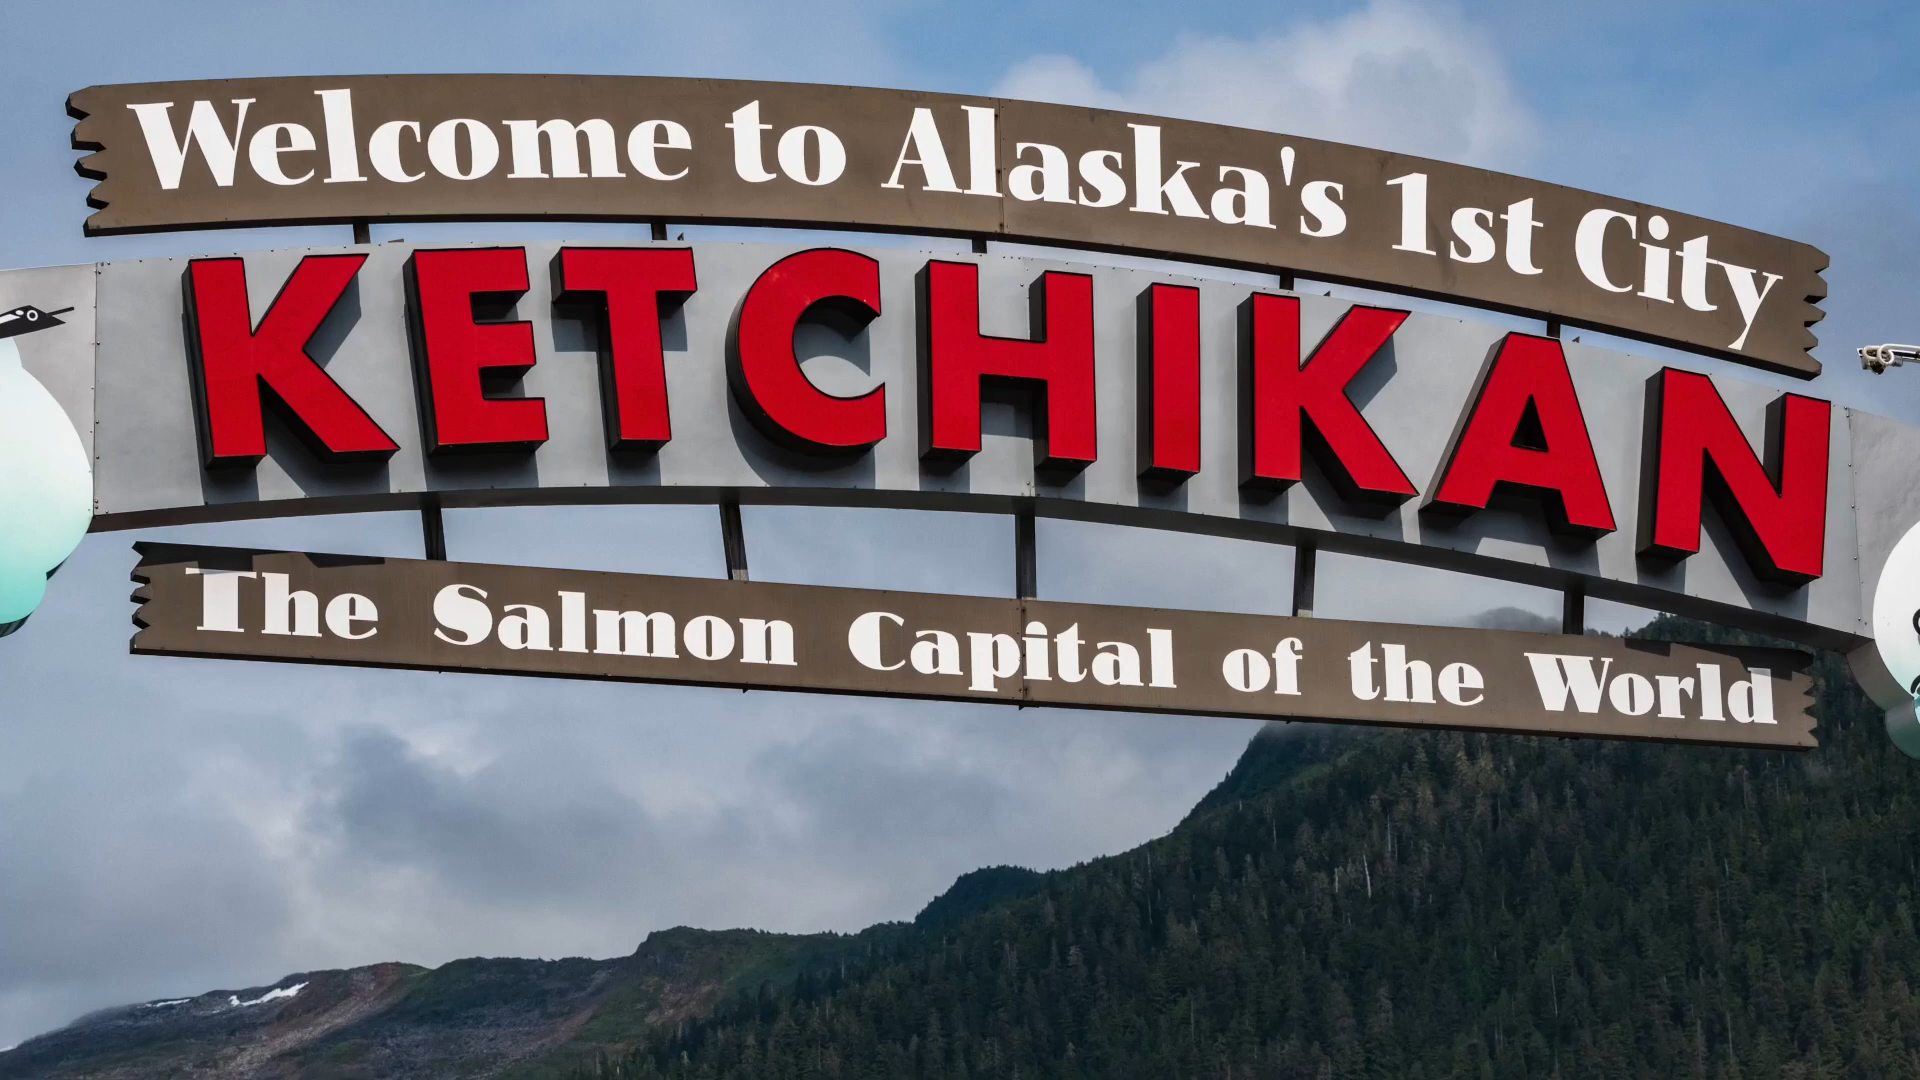 Welcome to Alaska's 1st City
KETCHIKAN
The Salmon Capital of the World